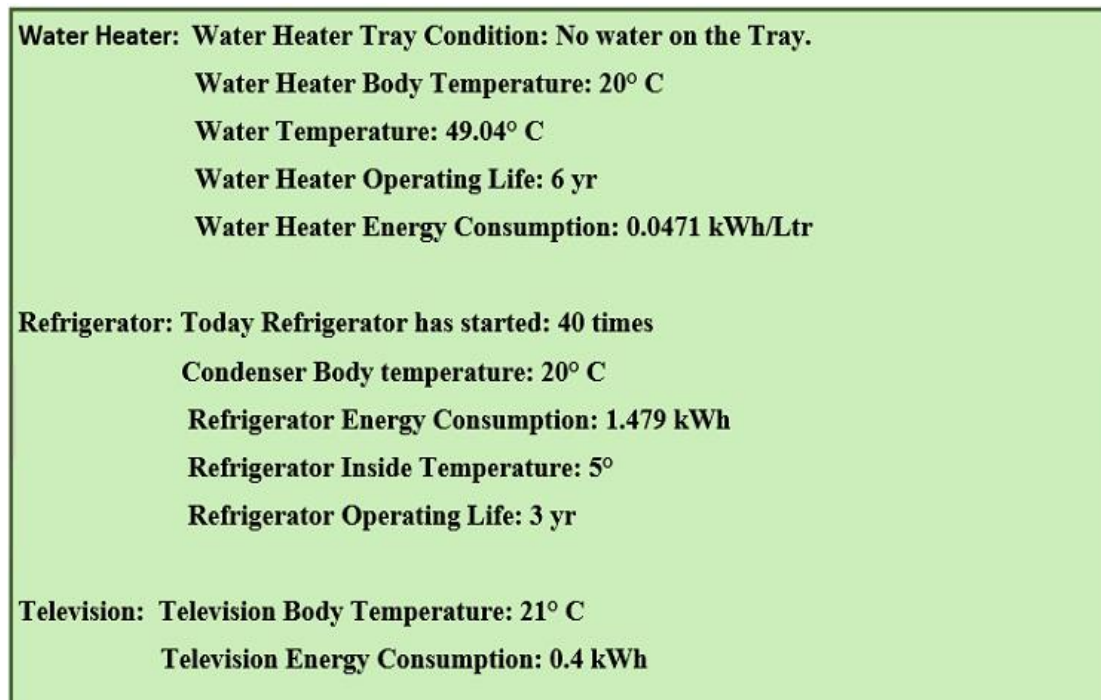 Water Heater: Water Heater Tray Condition: No water on the Tray.
Water Heater Body Temperature: 20° C
Water Temperature: 49.04° C
Water Heater Operating Life: 6 yr
Water Heater Energy Consumption: 0.0471 kWh/Ltr
Refrigerator: Today Refrigerator has started: 40 times
Condenser Body temperature: 20° C
Refrigerator Energy Consumption: 1.479 kWh
Refrigerator Inside Temperature: 5°
Refrigerator Operating Life: 3 yr
Television: Television Body Temperature: 21° C
Television Energy Consumption: 0.4 kWh